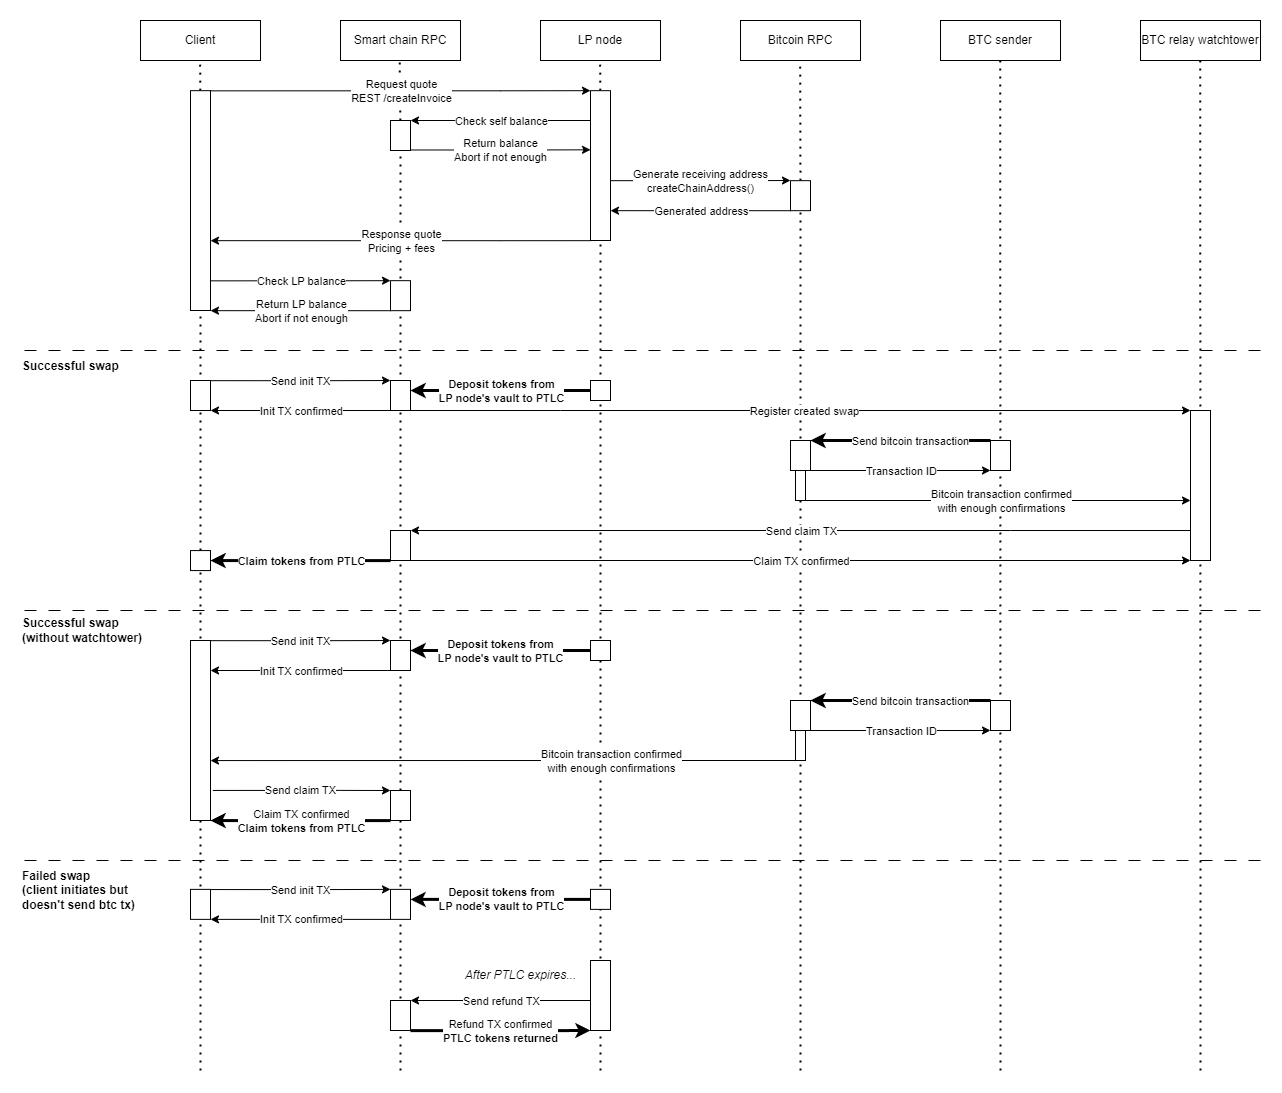 Client
Smart chain RPC
LP node
Bitcoin RPC
BTC sender
BTC relay watchtower
Request quote
REST /createInvoice
Check self balance
Return balance
Abort if not enough
Generate receiving address
createChainAddress()
Generated address
Response quote
Pricing + fees
Check LP balance
Return LP balance
Abort if not enough
Successful swap
Send init TX
Deposit tokens from
LP node's vault to PTLC
Init TX confirmed
Register created swap
Send bitcoin transaction
Transaction ID
Bitcoin transaction confirmed
with enough confirmations
Send claim TX
Claim tokens from PTLC
Claim TX confirmed
Successful swap
(without watchtower)
Send init TX
Deposit tokens from
LP node's vault to PTLC
Init TX confirmed
Send bitcoin transaction
Transaction ID
Bitcoin transaction confirmed
with enough confirmations
Send claim TX
Claim TX confirmed
Claim tokens from PTLC
Failed swap
(client initiates but
doesn't send btc tx)
Send init TX
Deposit tokens from
LP node's vault to PTLC
Init TX confirmed
After PTLC expires...
Send refund TX
Refund TX confirmed
PTLC tokens returned